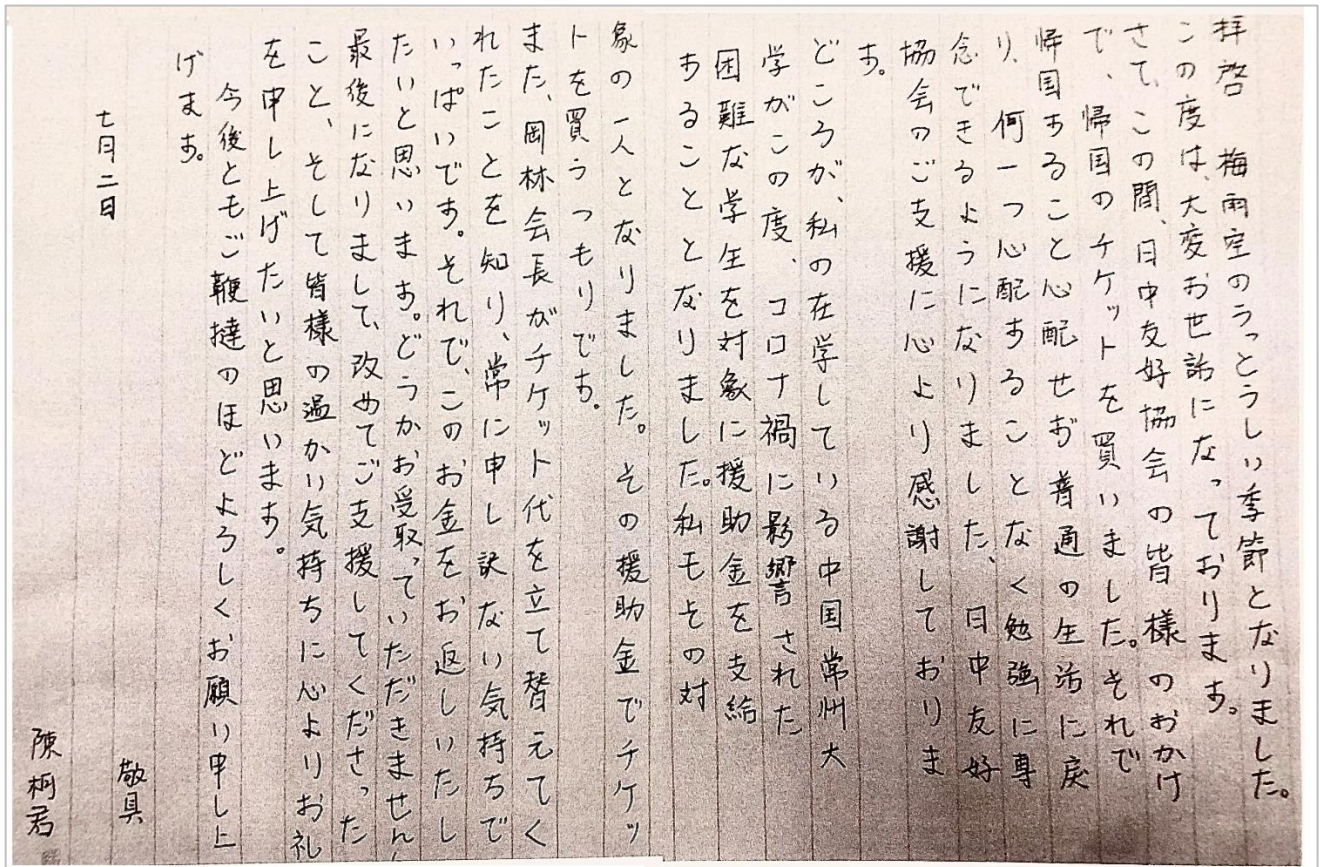 拝啓　梅雨空のうっとうしい季節となりました。
この度は、大変お世話になっております。
さて、この間、日中友好協会の皆様のおかげ
で、帰国のチケットを買いました。それで
帰国すること心配せず普通の生活に戻
り、何一つ心配することなく勉強に専
念できるようになりました、日中友好
協会のご支援に心より感謝しておりま
す。
どころが、私の在学している中国常州大
学がこの度、コロナ禍に影響された
困難な学生を対象に援助金を支給
することとなりました。私もその対
象の一人となりました。その援助金でチケッ
トを買うつもりです。
また、岡林会長がチケット代を立て替元てく
れたことを知り、常に申し訳ない気持ちで
いっぱいです。それで、このお金をお返しいたし
たいと思います。どうかお受取っていただきません
最後になりまして、改めてご支援してくださった
こと、そして皆様の温かい気持ちに心よりお礼
を申し上げたいと思います。
今後ともご鞭撻のほどよろしくお願い申し上
げます。
七月二日
敬具
陳桐君